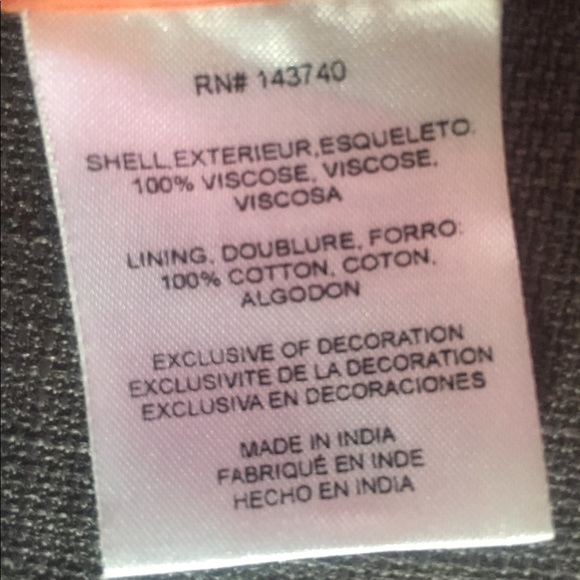 RN# 143740
SHELL,EXTERIEUR,ESQUELETO:
100% VISCOSE, VISCOSE,
VISCOSA
LINING, DOUBLURE, FORRO:
100% COTTON, COTON,
ALGODON
EXCLUSIVE OF DECORATION
EXCLUSIVITE DE LA DECORATION
EXCLUSIVA EN DECORACIONES
MADE IN INDIA
FABRIQUÉ EN INDE
HECHO EN INDIA